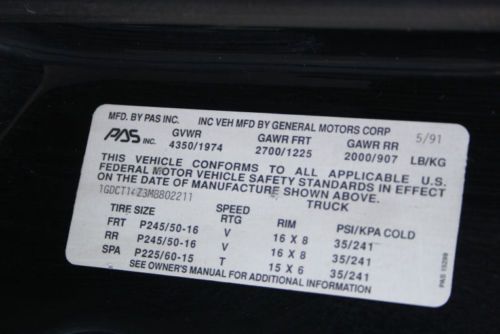 MFD. BY PAS INC. INC VEH MFD BY GENERAL MOTORS CORP 5/91
PAS INC. GVWR GAWR FRT GAWR RR
4350/1974 2700/1225 2000/907 LB/KG
THIS VEHICLE CONFORMS TO ALL APPLICABLE U.S.
FEDERAL MOTOR VEHICLE SAFETY STANDARDS IN EFFECT
ON THE DATE OF MANUFACTURE SHOWN ABOVE.
1GDCT14Z3M8802211 TRUCK
TIRE SIZE SPEED RTG RIM PSI/KPA COLD
FRT P245/50-16 V 16 X 8 35/241
RR P245/50-16 V 16 X 8 35/241
SPA P225/60-15 T 15 X 6 35/241
SEE OWNER'S MANUAL FOR ADDITIONAL INFORMATION
PAS 15299